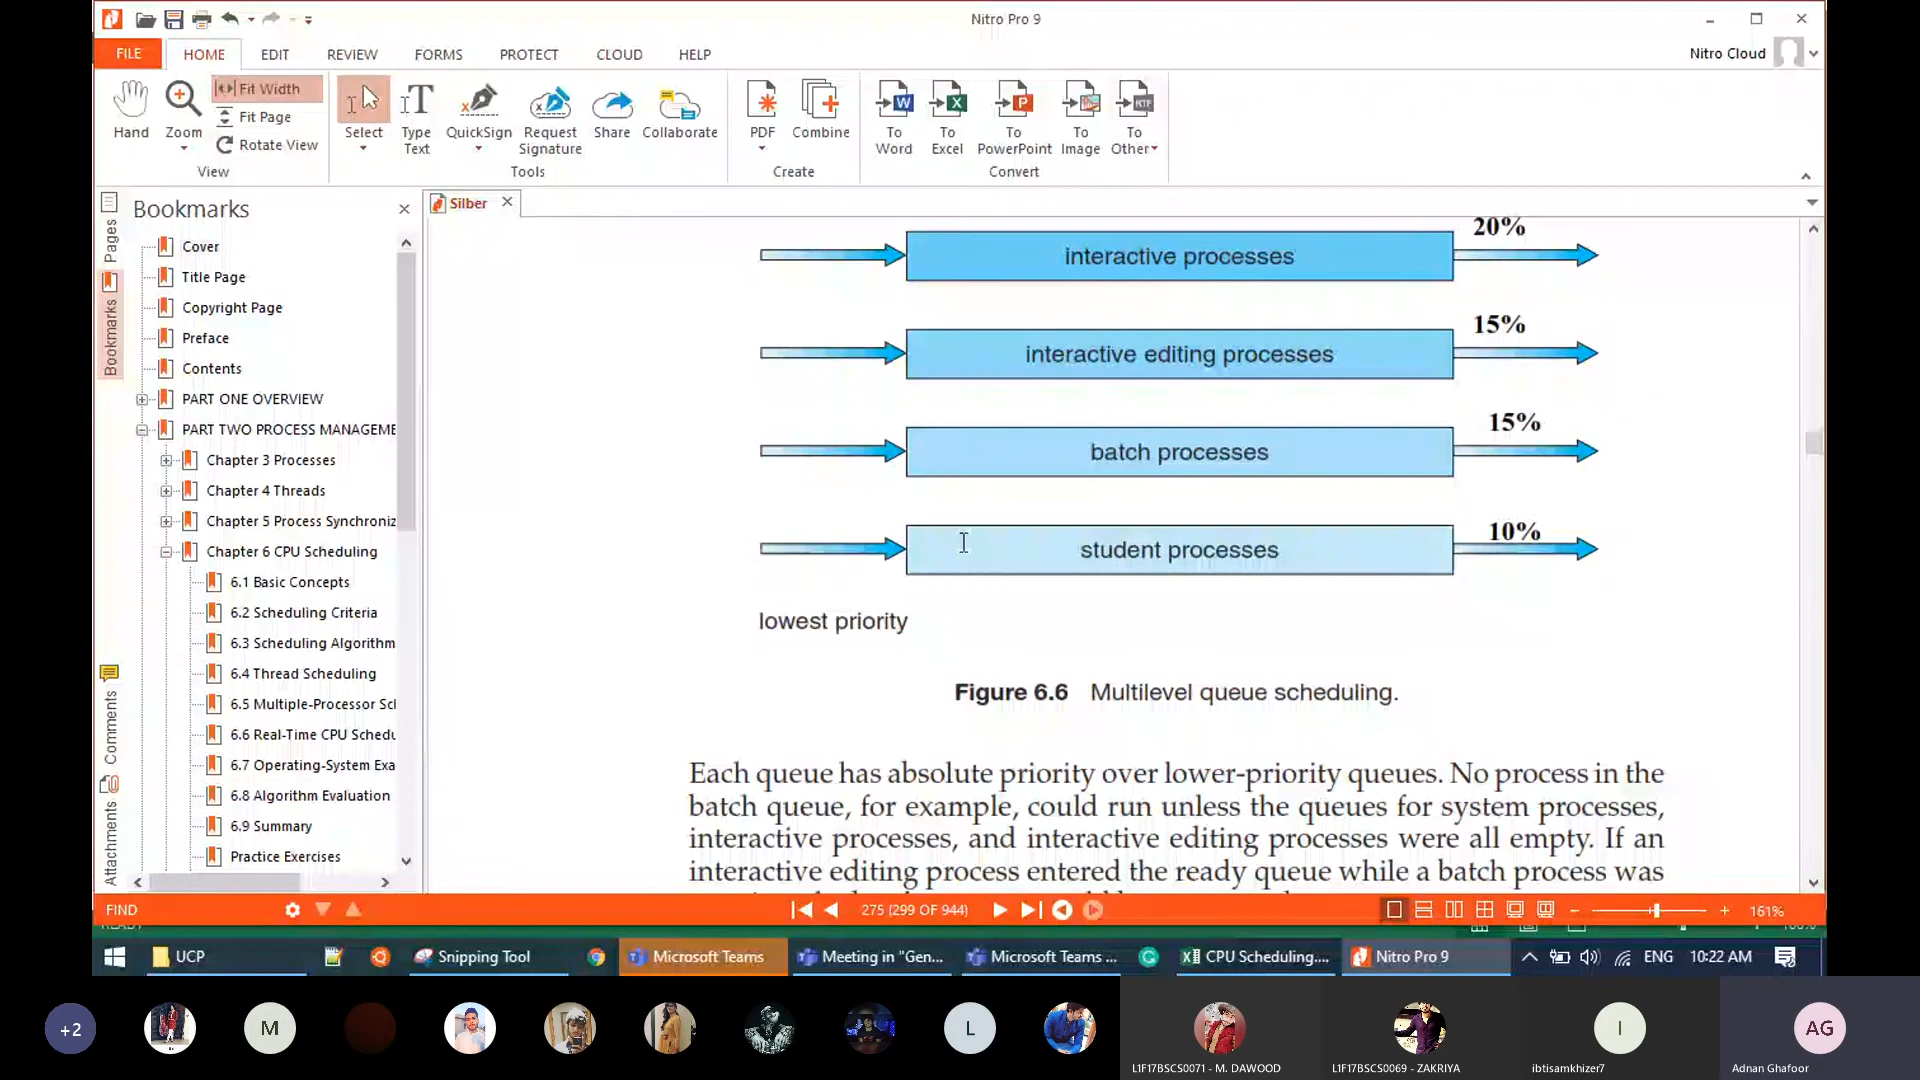 Nitro Pro 9
FILE
HOME
EDIT
REVIEW
FORMS
PROTECT
CLOUD
HELP
Nitro Cloud
Hand
Zoom
Fit Width
Fit Page
Rotate View
View
Select
Type
Text
QuickSign
Request
Signature
Share
Collaborate
Tools
PDF
Combine
Create
To
Word
To
Excel
To
PowerPoint
To
Image
To
Other
Convert
Pages
Bookmarks
Comments
Attachments
Bookmarks
Cover
Title Page
Copyright Page
Preface
Contents
PART ONE OVERVIEW
PART TWO PROCESS MANAGEME
Chapter 3 Processes
Chapter 4 Threads
Chapter 5 Process Synchroniz
Chapter 6 CPU Scheduling
6.1 Basic Concepts
6.2 Scheduling Criteria
6.3 Scheduling Algorithm
6.4 Thread Scheduling
6.5 Multiple-Processor Scl
6.6 Real-Time CPU Schedu
6.7 Operating-System Exa
6.8 Algorithm Evaluation
6.9 Summary
Practice Exercises
Silber
20%
interactive processes
15%
interactive editing processes
15%
batch processes
10%
student processes
lowest priority
Figure 6.6 Multilevel queue scheduling.
Each queue has absolute priority over lower-priority queues. No process in the
batch queue, for example, could run unless the queues for system processes,
interactive processes, and interactive editing processes were all empty. If an
interactive editing process entered the ready queue while a batch process was
FIND
275 (299 OF 944)
161%
UCP
Snipping Tool
Microsoft Teams
Meeting in "Gen...
Microsoft Teams ...
CPU Scheduling....
Nitro Pro 9
ENG
10:22 AM
+2
M
L
I
AG
L1F17BSCS0071 - M. DAWOOD
L1F17BSCS0069 - ZAKRIYA
ibtisamkhizer7
Adnan Ghafoor